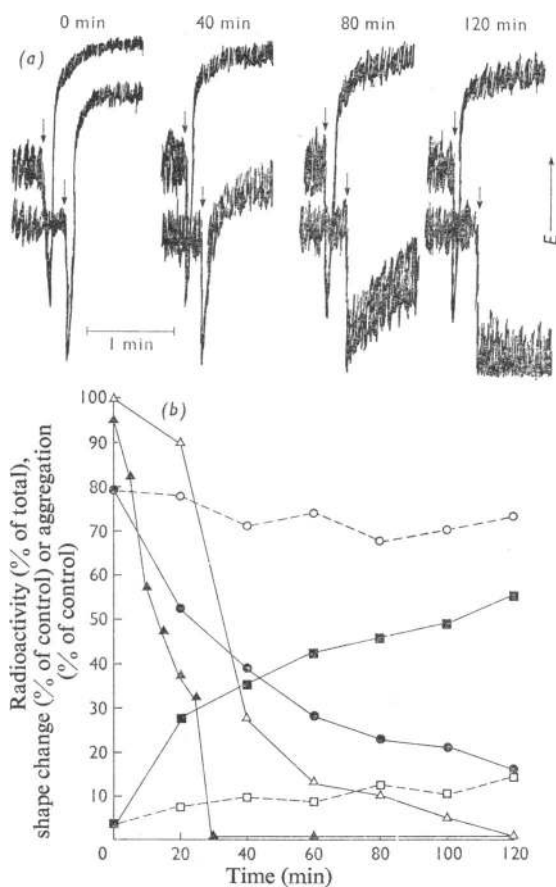 0 min 40 min 80 min 120 min
(a)
E
1 min
(b)
100
90
80
70
60
50
40
30
20
10
Radioactivity (% of total),
shape change (% of control) or aggregation
(% of control)
0 20 40 60 80 100 120
Time (min)